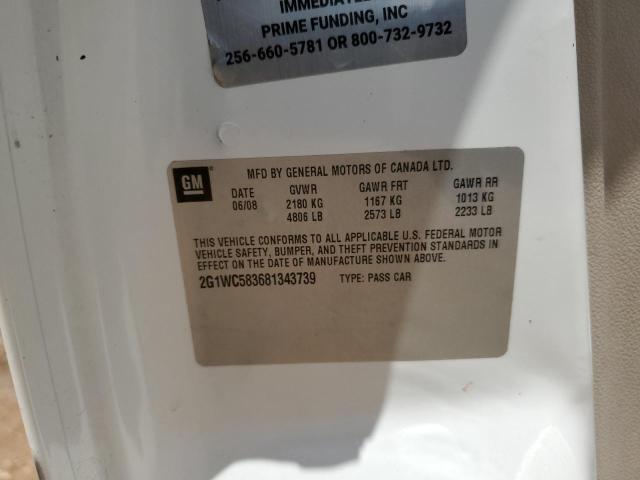 IMMEDIATEL
PRIME FUNDING, INC
256-660-5781 OR 800-732-9732
GM
MFD BY GENERAL MOTORS OF CANADA LTD.
DATE GVWR GAWR FRT GAWR RR
06/08 2180 KG 1167 KG 1013 KG
4806 LB 2573 LB 2233 LB
THIS VEHICLE CONFORMS TO ALL APPLICABLE U.S. FEDERAL MOTOR
VEHICLE SAFETY, BUMPER, AND THEFT PREVENTION STANDARDS IN
EFFECT ON THE DATE OF MANUFACTURE SHOWN ABOVE.
2G1WC583681343739 TYPE: PASS CAR